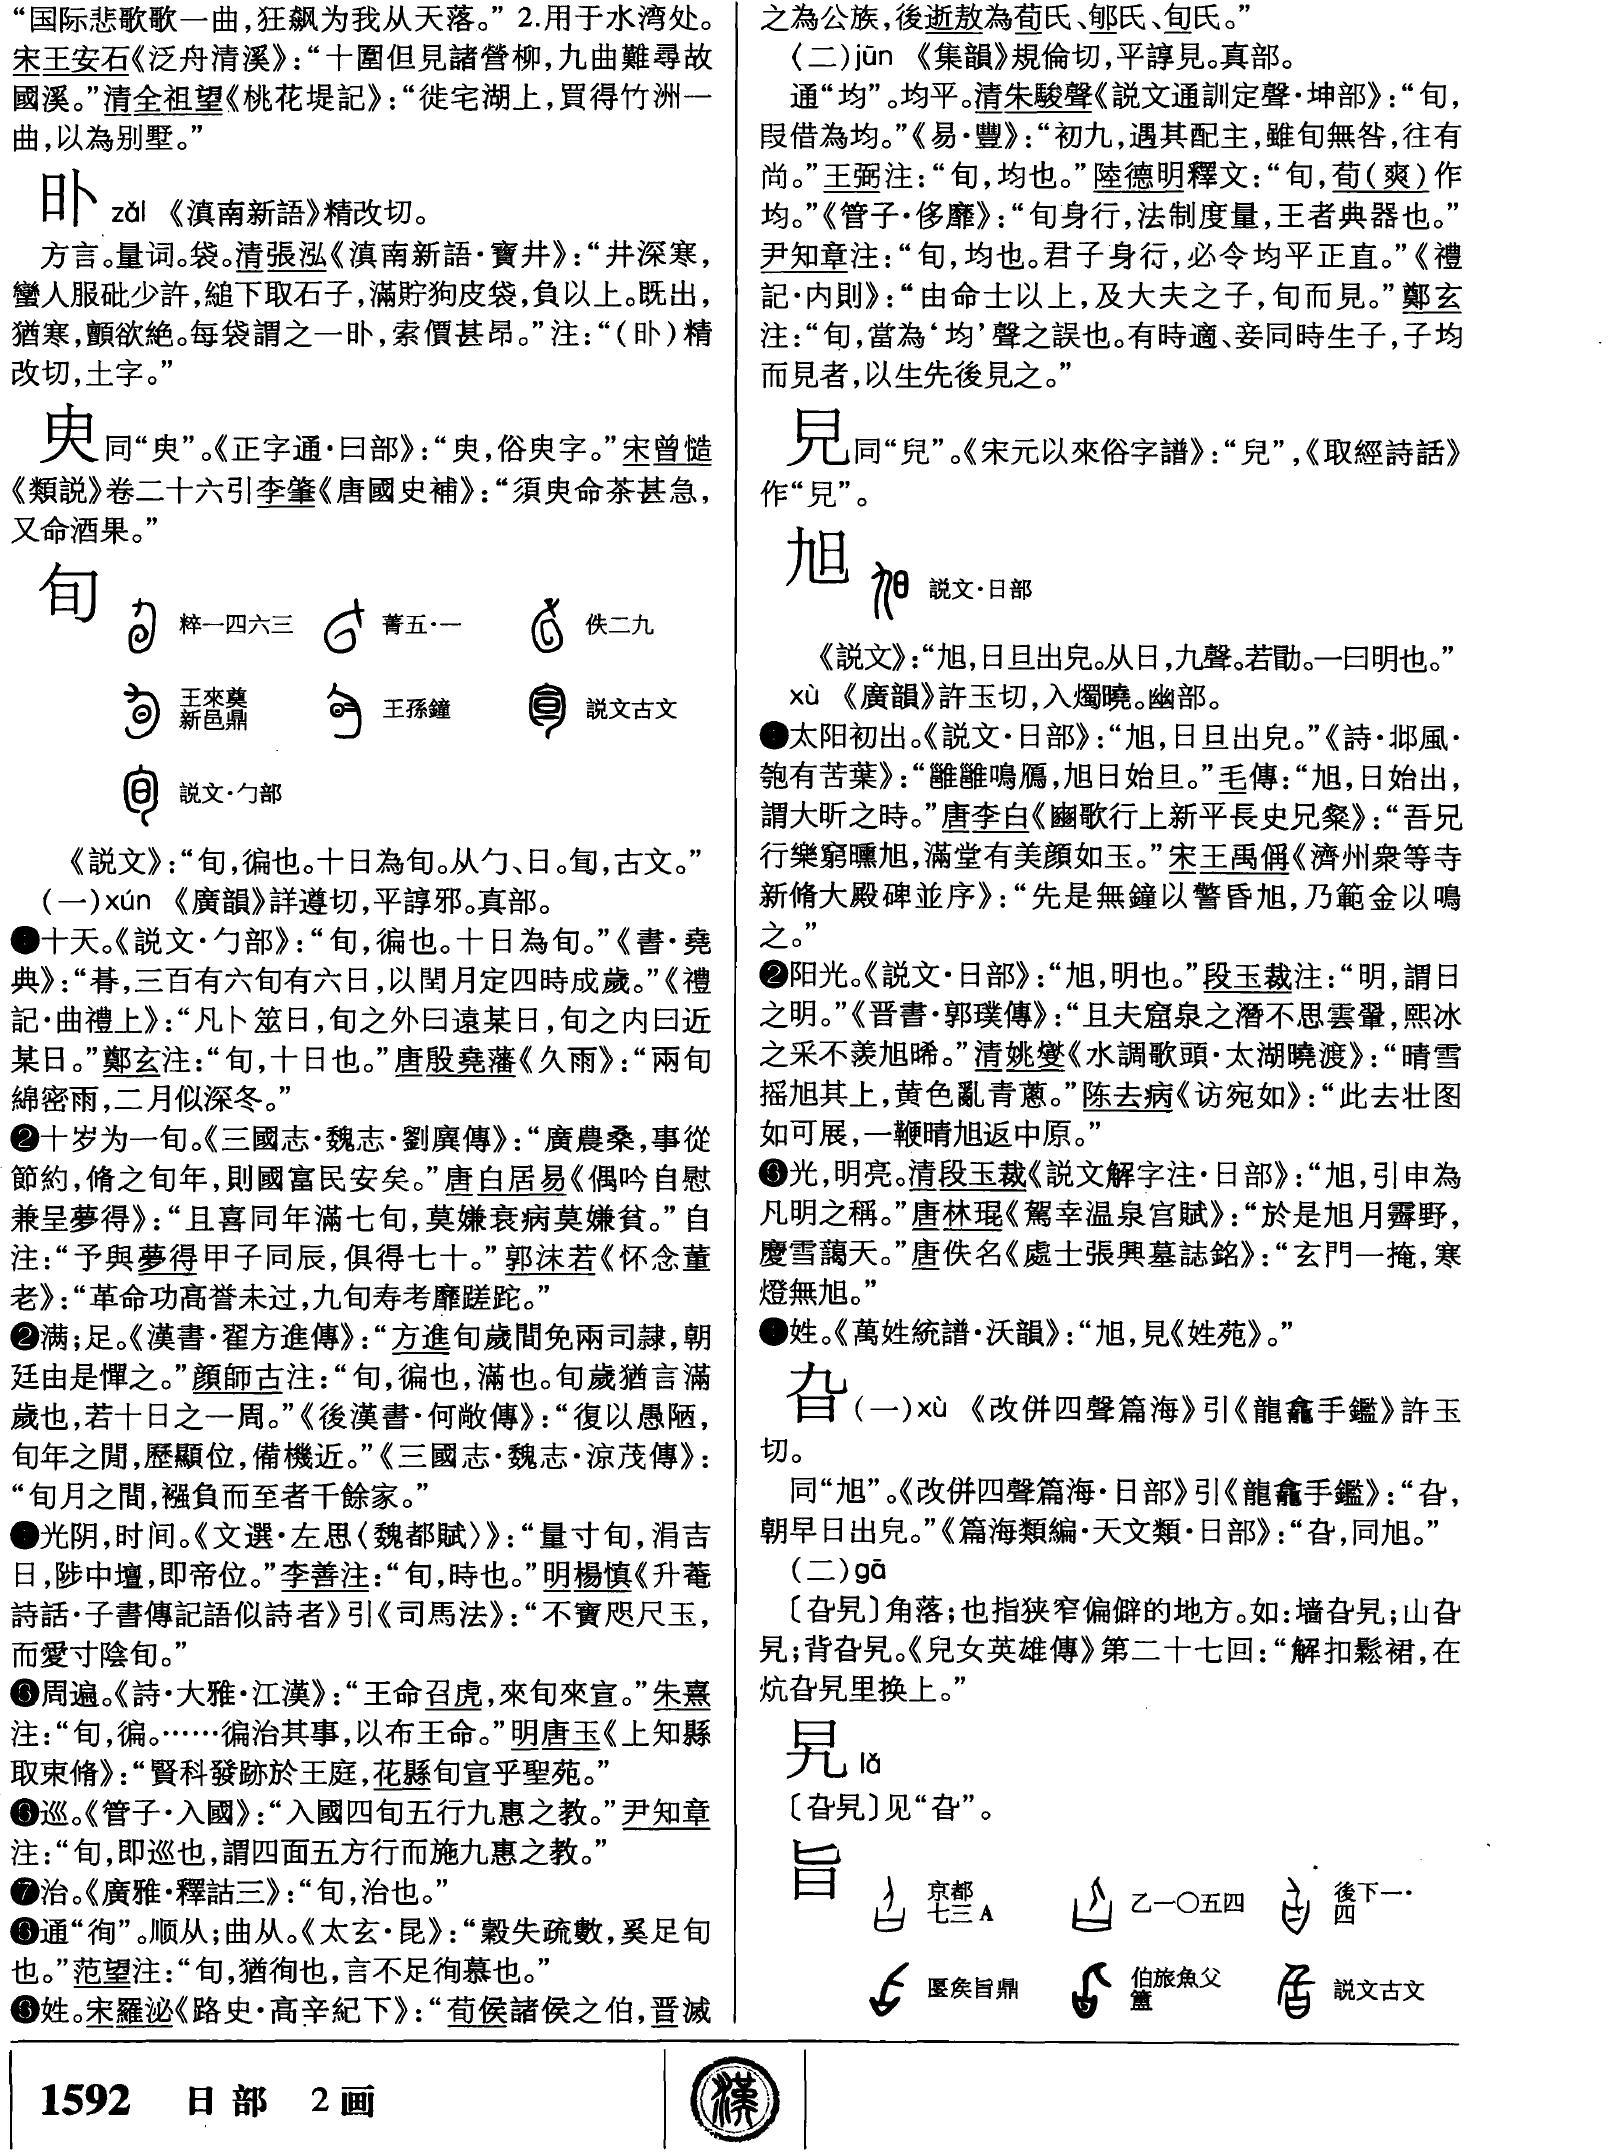 “国际悲歌歌一曲,狂飙为我从天落。” 2.用于水湾处。
宋王安石《泛舟清溪》:“十圍但見諸營柳,九曲難尋故
國溪。”清全祖望《桃花堤記》:“徙宅湖上,買得竹洲一
曲,以為别墅。”
zǎi 《滇南新語》精改切。
方言。量词。袋。清張泓《滇南新語·寶井》:“井深寒,
蠻人服砒少許,縋下取石子,滿貯狗皮袋,負以上。既出,
猶寒,顫欲絶。每袋謂之一卟,索價甚昂。”注:“(卟)精
改切,土字。”
㬰同“臾”。《正字通·曰部》:“㬰,俗臾字。”宋曾慥
《類説》卷二十六引李肇《唐國史補》:“須㬰命茶甚急,
又命酒果。”
旬 粹一四六三 菁五·一 佚二九
王來奠新邑鼎 王孫鐘 説文古文
説文·勹部
《説文》:“旬,徧也。十日為旬。从勹、日。𠣙,古文。”
(一)xún 《廣韻》詳遵切,平諄邪。真部。
❶十天。《説文·勹部》:“旬,徧也。十日為旬。”《書·堯
典》:“朞,三百有六旬有六日,以閏月定四時成歲。”《禮
記·曲禮上》:“凡卜筮日,旬之外曰遠某日,旬之内曰近
某日。”鄭玄注:“旬,十日也。”唐殷堯藩《久雨》:“兩旬
綿密雨,二月似深冬。”
❷十岁为一旬。《三國志·魏志·劉廙傳》:“廣農桑,事從
節約,脩之旬年,則國富民安矣。”唐白居易《偶吟自慰
兼呈夢得》:“且喜同年滿七旬,莫嫌衰病莫嫌貧。”自
注:“予與夢得甲子同辰,俱得七十。”郭沫若《怀念董
老》:“革命功高誉未过,九旬寿考靡蹉跎。”
❷满;足。《漢書·翟方進傳》:“方進旬歲間免兩司隷,朝
廷由是憚之。”顔師古注:“旬,徧也,滿也。旬歲猶言滿
歲也,若十日之一周。”《後漢書·何敞傳》:“復以愚陋,
旬年之閒,歷顯位,備機近。”《三國志·魏志·涼茂傳》:
“旬月之間,襁負而至者千餘家。”
光阴,时间。《文選·左思〈魏都賦〉》:“量寸旬,涓吉
日,陟中壇,即帝位。”李善注:“旬,時也。”明楊慎《升菴
詩話·子書傳記語似詩者》引《司馬法》:“不寶咫尺玉,
而愛寸陰旬。”
❻周遍。《詩·大雅·江漢》:“王命召虎,來旬來宣。”朱熹
注:“旬,徧。……徧治其事,以布王命。”明唐玉《上知縣
取束脩》:“賢科發跡於王庭,花縣旬宣乎聖苑。”
❻巡。《管子·入國》:“入國四旬五行九惠之教。”尹知章
注:“旬,即巡也,謂四面五方行而施九惠之教。”
❼治。《廣雅·釋詁三》:“旬,治也。”
❻通“徇”。顺从;曲从。《太玄·昆》:“穀失疏數,奚足旬
也。”范望注:“旬,猶徇也,言不足徇慕也。”
❻姓。宋羅泌《路史·高辛紀下》:“荀侯諸侯之伯,晋滅
之為公族,後逝敖為荀氏、郇氏、旬氏。”
(二)jūn 《集韻》規倫切,平諄見。真部。
通“均”。均平。清朱駿聲《説文通訓定聲·坤部》:“旬,
叚借為均。”《易·豐》:“初九,遇其配主,雖旬無咎,往有
尚。”王弼注:“旬,均也。”陸德明釋文:“旬,荀(爽)作
均。”《管子·侈靡》:“旬身行,法制度量,王者典器也。”
尹知章注:“旬,均也。君子身行,必令均平正直。”《禮
記·内則》:“由命士以上,及大夫之子,旬而見。”鄭玄
注:“旬,當為‘均’聲之誤也。有時適、妾同時生子,子均
而見者,以生先後見之。”
同“兒”。《宋元以來俗字譜》:“兒”,《取經詩話》
作“児”。
旭 説文·日部
《説文》:“旭,日旦出皃。从日,九聲。若勖。一曰明也。”
xù 《廣韻》許玉切,入燭曉。幽部。
❶太阳初出。《説文·日部》:“旭,日旦出皃。”《詩·邶風·
匏有苦葉》:“雝雝鳴鴈,旭日始旦。”毛傳:“旭,日始出,
謂大昕之時。”唐李白《豳歌行上新平長史兄粲》:“吾兄
行樂窮曛旭,滿堂有美顔如玉。”宋王禹偁《濟州衆等寺
新脩大殿碑並序》:“先是無鐘以警昏旭,乃範金以鳴
之。”
❷阳光。《説文·日部》:“旭,明也。”段玉裁注:“明,謂日
之明。”《晋書·郭璞傳》:“且夫窟泉之潛不思雲翬,熙冰
之采不羨旭晞。”清姚燮《水調歌頭·太湖曉渡》:“晴雪
摇旭其上,黄色亂青蔥。”陈去病《访宛如》:“此去壮图
如可展,一鞭晴旭返中原。”
❻光,明亮。清段玉裁《説文解字注·日部》:“旭,引申為
凡明之稱。”唐林琨《駕幸温泉宫賦》:“於是旭月霽野,
慶雪藹天。”唐佚名《處士張興墓誌銘》:“玄門一掩,寒
燈無旭。”
姓。《萬姓統譜·沃韻》:“旭,見《姓苑》。”
旮(一)xù 《改併四聲篇海》引《龍龕手鑑》許玉
切。
同“旭”。《改併四聲篇海·日部》引《龍龕手鑑》:“旮,
朝早日出皃。”《篇海類編·天文類·日部》:“旮,同旭。”
(二)gā
〔旮旯〕角落;也指狭窄偏僻的地方。如:墙旮旯;山旮
旯;背旮旯。《兒女英雄傳》第二十七回:“解扣鬆裙,在
炕旮旯里换上。”
旯 lá
〔旮旯〕见“旮”。
旨 京都七三A 乙一〇五四 後下一·四
匽矦旨鼎 伯旅魚父簠 説文古文
1592 日部 2画
漢